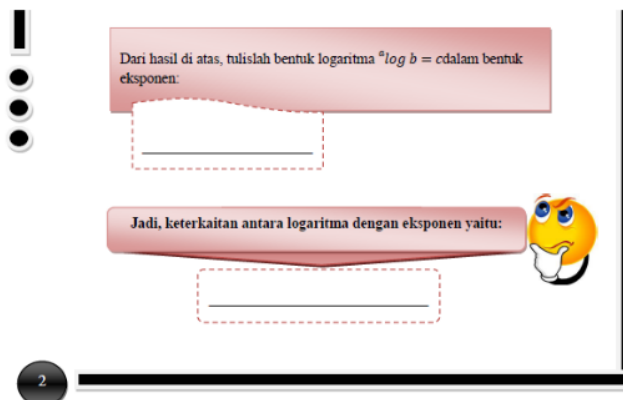 Dari hasil di atas, tulislah bentuk logaritma ᵃlog b = cdalam bentuk
eksponen:
Jadi, keterkaitan antara logaritma dengan eksponen yaitu:
2